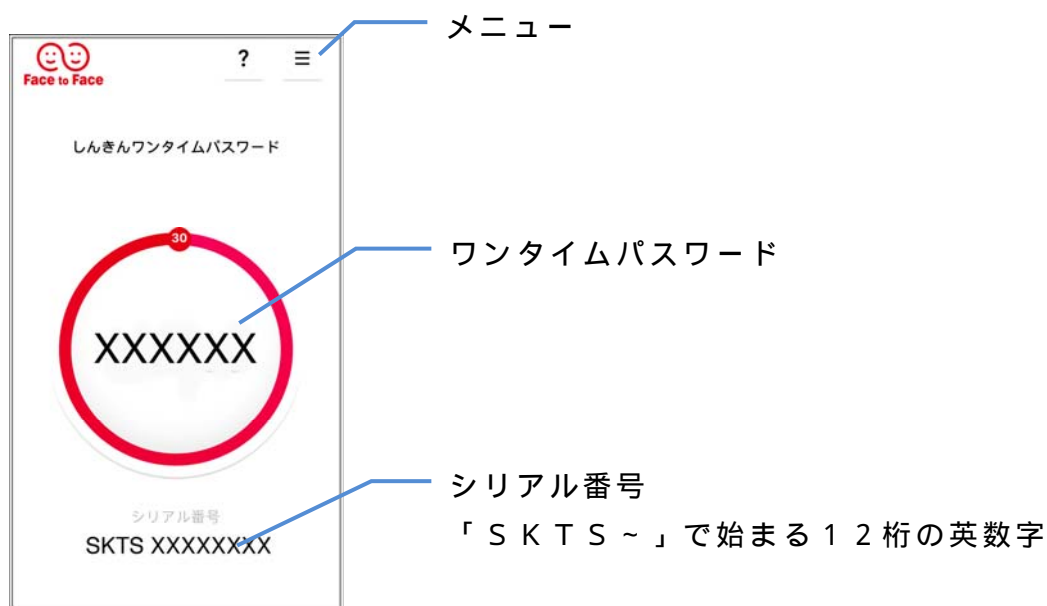 メニュー
? ≡
Face to Face
しんきんワンタイムパスワード
30
ワンタイムパスワード
XXXXXX
シリアル番号
「ＳＫＴＳ~」で始まる１２桁の英数字
シリアル番号
SKTS XXXXXXXX